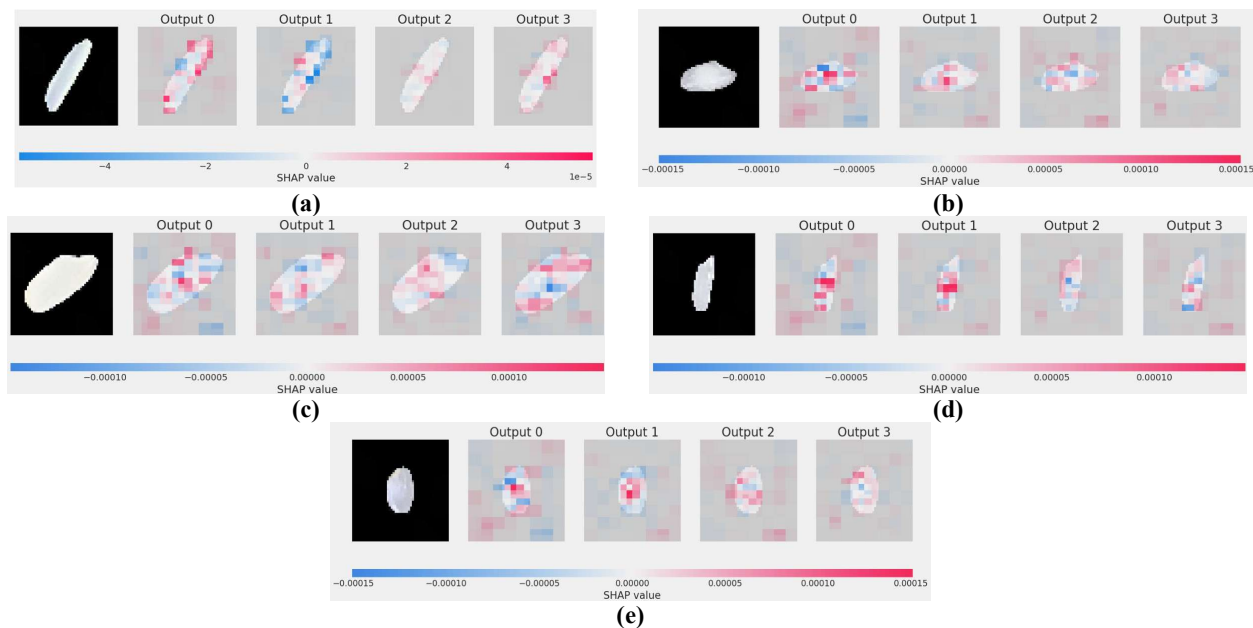 Output 0 Output 1 Output 2 Output 3
−4 −2 0 2 4
1e−5
SHAP value
(a)
Output 0 Output 1 Output 2 Output 3
−0.00015 −0.00010 −0.00005 0.00000 0.00005 0.00010 0.00015
SHAP value
(b)
Output 0 Output 1 Output 2 Output 3
−0.00010 −0.00005 0.00000 0.00005 0.00010
SHAP value
(c)
Output 0 Output 1 Output 2 Output 3
−0.00010 −0.00005 0.00000 0.00005 0.00010
SHAP value
(d)
Output 0 Output 1 Output 2 Output 3
−0.00015 −0.00010 −0.00005 0.00000 0.00005 0.00010 0.00015
SHAP value
(e)